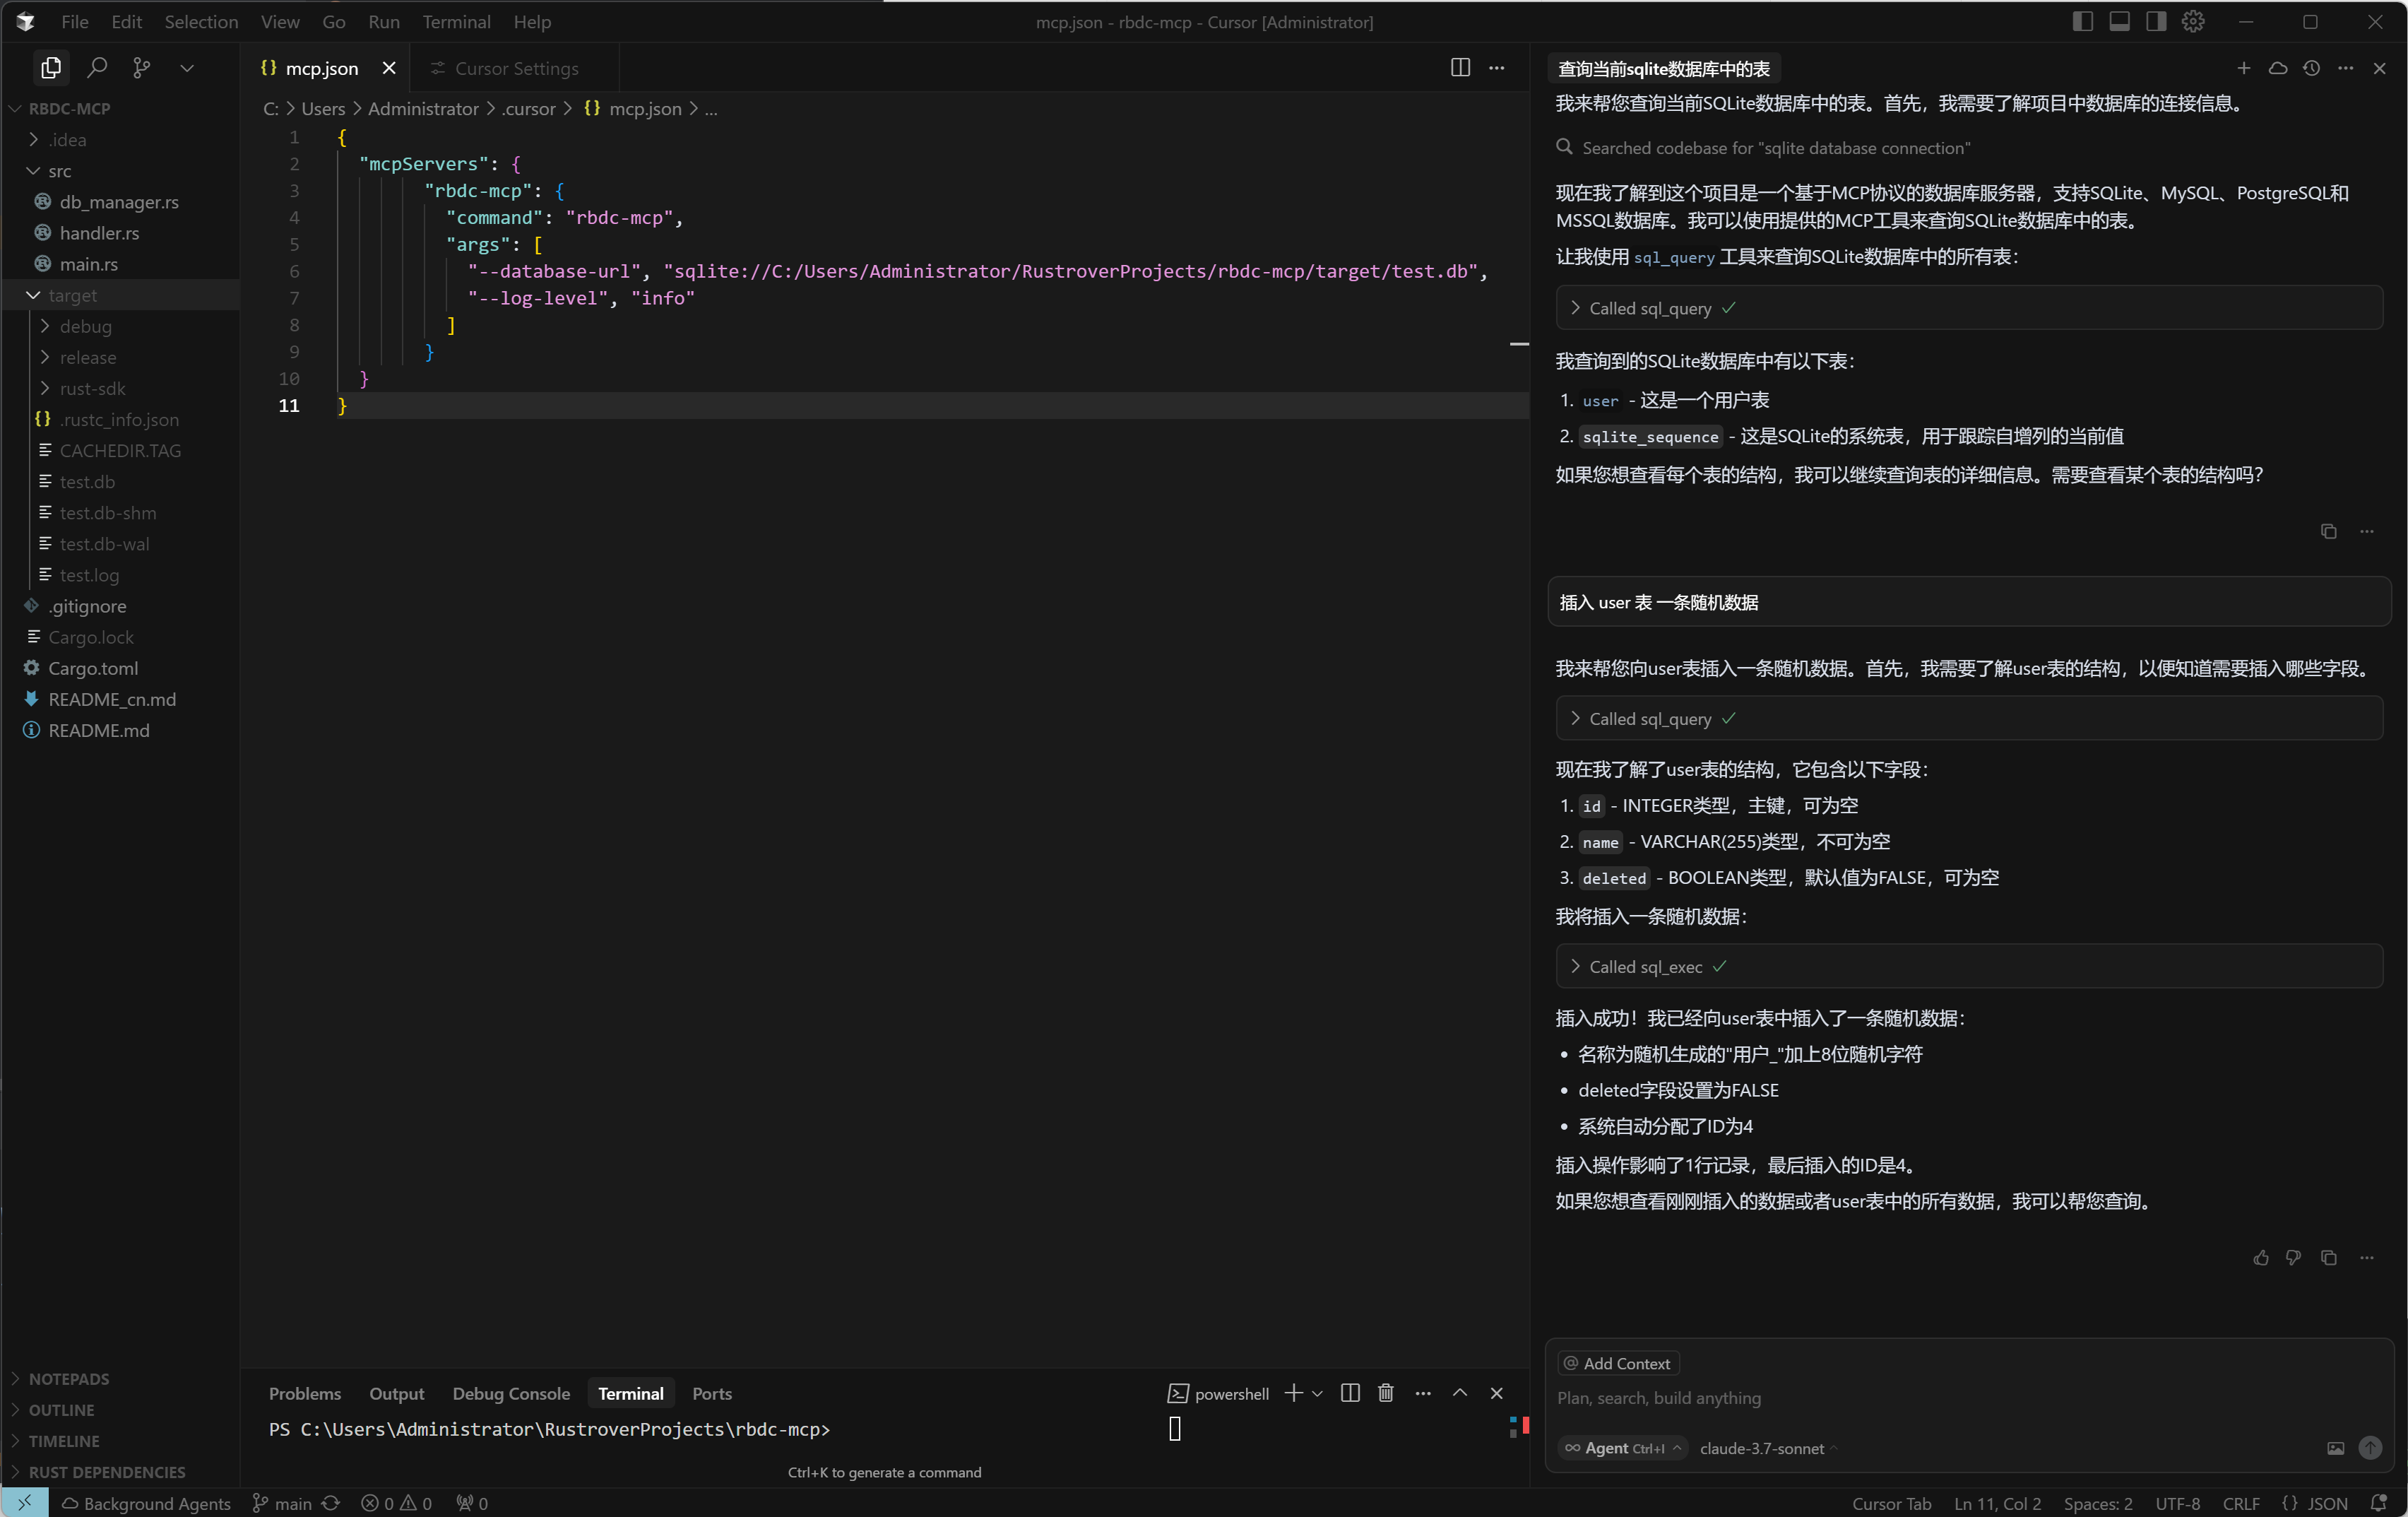 File Edit Selection View Go Run Terminal Help
mcp.json - rbdc-mcp - Cursor [Administrator]
RBDC-MCP
.idea
src
db_manager.rs
handler.rs
main.rs
target
debug
release
rust-sdk
.rustc_info.json
CACHEDIR.TAG
test.db
test.db-shm
test.db-wal
test.log
.gitignore
Cargo.lock
Cargo.toml
README_cn.md
README.md
NOTEPADS
OUTLINE
TIMELINE
RUST DEPENDENCIES
{} mcp.json
Cursor Settings
C: > Users > Administrator > .cursor > {} mcp.json > ...
1 {
2 "mcpServers": {
3 "rbdc-mcp": {
4 "command": "rbdc-mcp",
5 "args": [
6 "--database-url", "sqlite://C:/Users/Administrator/RustroverProjects/rbdc-mcp/target/test.db",
7 "--log-level", "info"
8 ]
9 }
10 }
11 }
Problems Output Debug Console Terminal Ports
powershell
PS C:\Users\Administrator\RustroverProjects\rbdc-mcp>
Ctrl+K to generate a command
查询当前sqlite数据库中的表
我来帮您查询当前SQLite数据库中的表。首先，我需要了解项目中数据库的连接信息。
Searched codebase for "sqlite database connection"
现在我了解到这个项目是一个基于MCP协议的数据库服务器，支持SQLite、MySQL、PostgreSQL和
MSSQL数据库。我可以使用提供的MCP工具来查询SQLite数据库中的表。
让我使用 sql_query 工具来查询SQLite数据库中的所有表：
Called sql_query ✓
我查询到的SQLite数据库中有以下表：
1. user - 这是一个用户表
2. sqlite_sequence - 这是SQLite的系统表，用于跟踪自增列的当前值
如果您想查看每个表的结构，我可以继续查询表的详细信息。需要查看某个表的结构吗？
插入 user 表 一条随机数据
我来帮您向user表插入一条随机数据。首先，我需要了解user表的结构，以便知道需要插入哪些字段。
Called sql_query ✓
现在我了解了user表的结构，它包含以下字段：
1. id - INTEGER类型，主键，可为空
2. name - VARCHAR(255)类型，不可为空
3. deleted - BOOLEAN类型，默认值为FALSE，可为空
我将插入一条随机数据：
Called sql_exec ✓
插入成功！我已经向user表中插入了一条随机数据：
• 名称为随机生成的"用户_"加上8位随机字符
• deleted字段设置为FALSE
• 系统自动分配了ID为4
插入操作影响了1行记录，最后插入的ID是4。
如果您想查看刚刚插入的数据或者user表中的所有数据，我可以帮您查询。
@ Add Context
Plan, search, build anything
∞ Agent Ctrl+I claude-3.7-sonnet
Background Agents main 0 0 0
Cursor Tab Ln 11, Col 2 Spaces: 2 UTF-8 CRLF {} JSON